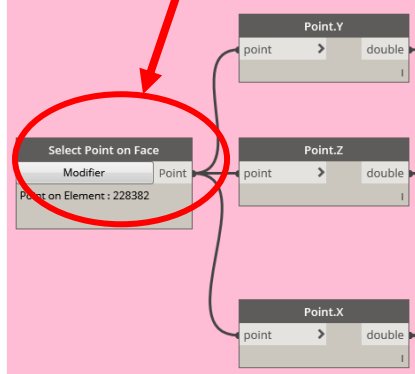 Point.Y
point > double
l
Select Point on Face
Modifier Point
Point on Element : 228382
Point.Z
point > double
l
Point.X
point > double
l